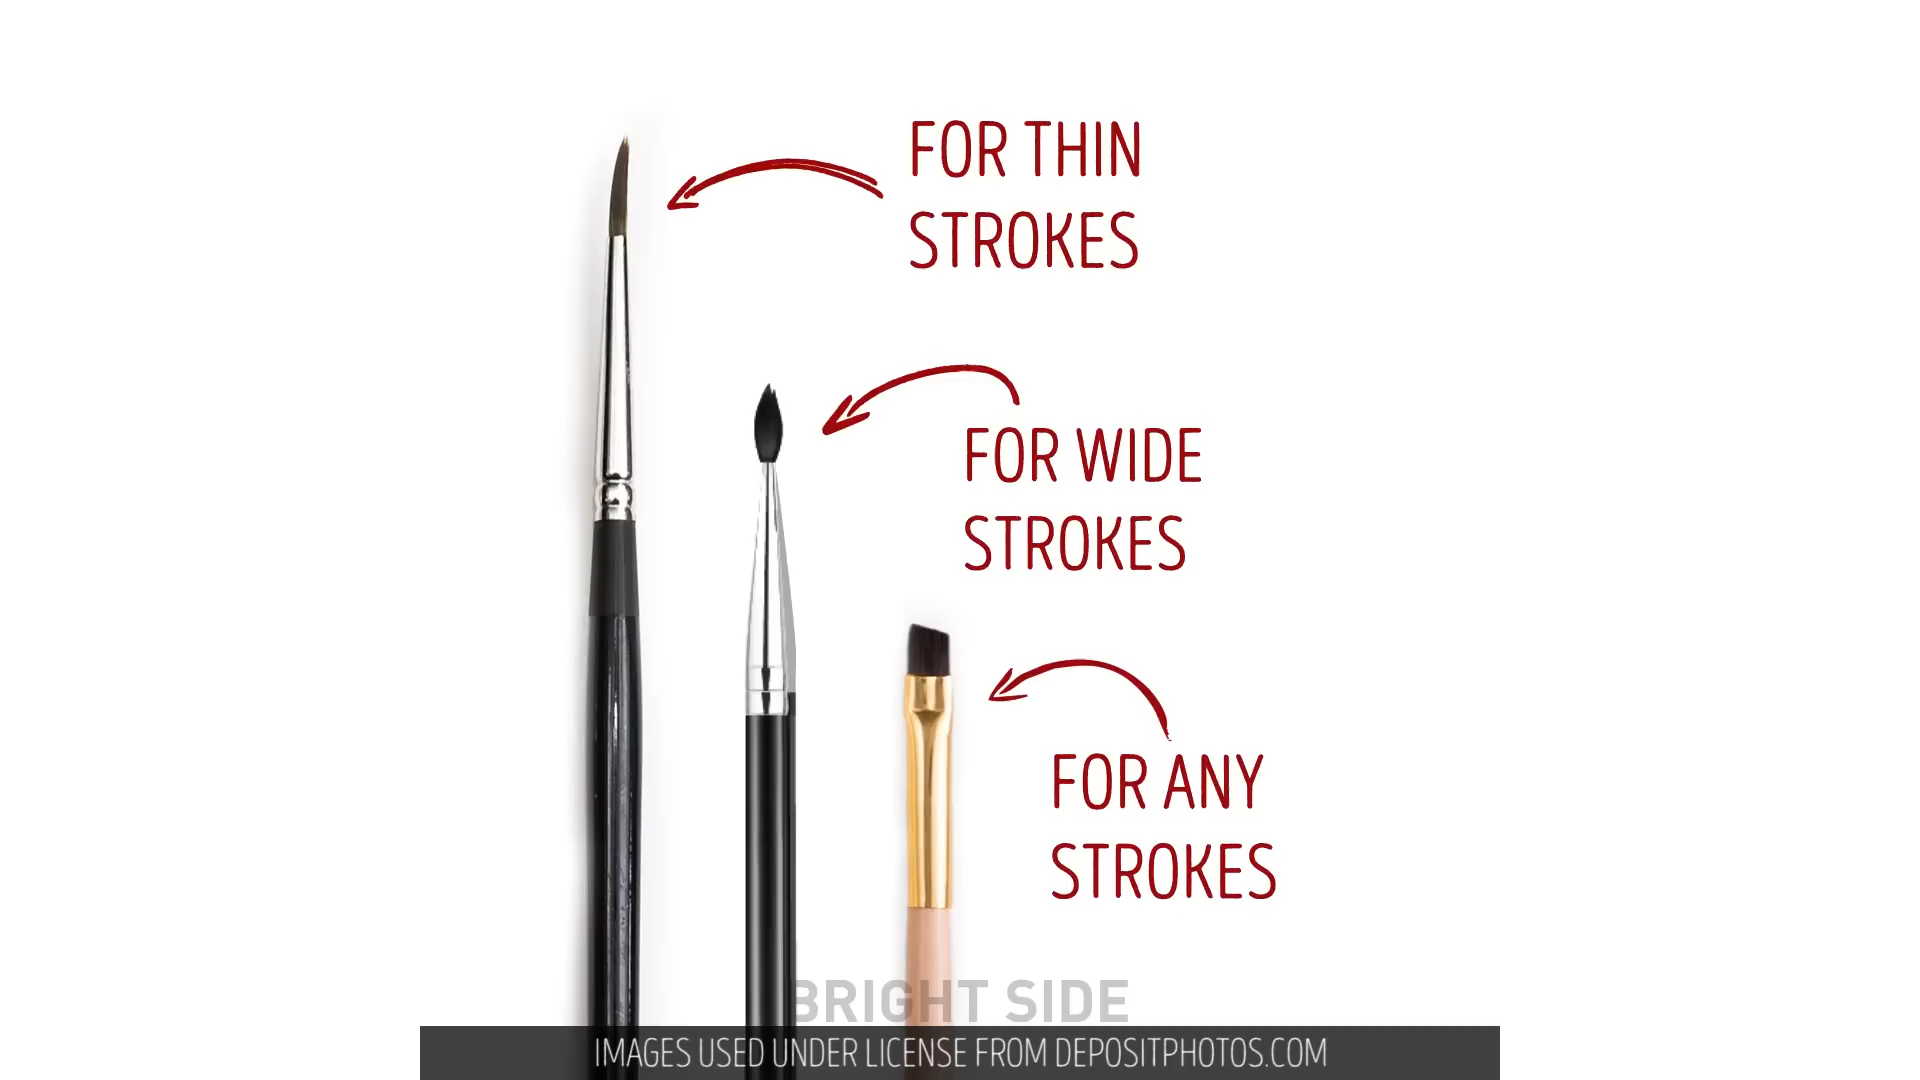 FOR THIN
STROKES
FOR WIDE
STROKES
FOR ANY
STROKES
BRIGHT SIDE
IMAGES USED UNDER LICENSE FROM DEPOSITPHOTOS.COM